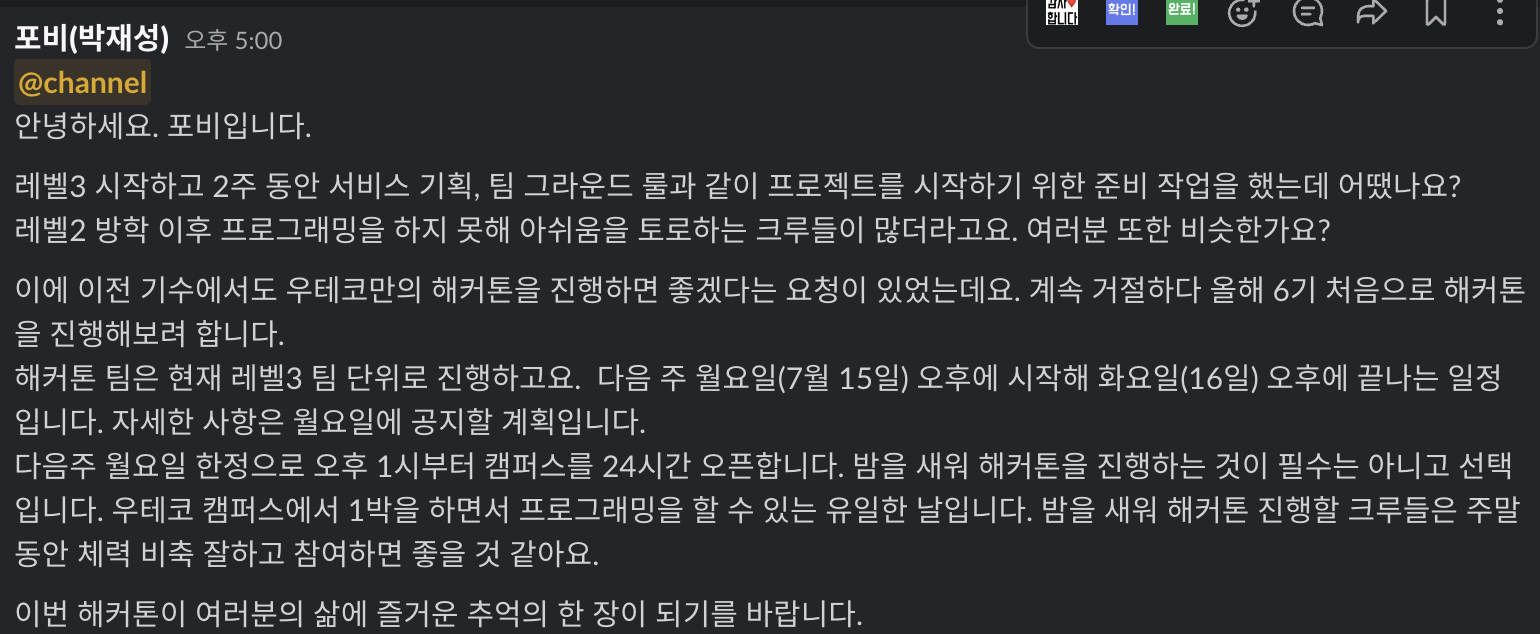 포비(박재성) 오후 5:00
감사♥
합니다
확인!
완료!
@channel
안녕하세요. 포비입니다.
레벨3 시작하고 2주 동안 서비스 기획, 팀 그라운드 룰과 같이 프로젝트를 시작하기 위한 준비 작업을 했는데 어땠나요?
레벨2 방학 이후 프로그래밍을 하지 못해 아쉬움을 토로하는 크루들이 많더라고요. 여러분 또한 비슷한가요?
이에 이전 기수에서도 우테코만의 해커톤을 진행하면 좋겠다는 요청이 있었는데요. 계속 거절하다 올해 6기 처음으로 해커톤
을 진행해보려 합니다.
해커톤 팀은 현재 레벨3 팀 단위로 진행하고요.  다음 주 월요일(7월 15일) 오후에 시작해 화요일(16일) 오후에 끝나는 일정
입니다. 자세한 사항은 월요일에 공지할 계획입니다.
다음주 월요일 한정으로 오후 1시부터 캠퍼스를 24시간 오픈합니다. 밤을 새워 해커톤을 진행하는 것이 필수는 아니고 선택
입니다. 우테코 캠퍼스에서 1박을 하면서 프로그래밍을 할 수 있는 유일한 날입니다. 밤을 새워 해커톤 진행할 크루들은 주말
동안 체력 비축 잘하고 참여하면 좋을 것 같아요.
이번 해커톤이 여러분의 삶에 즐거운 추억의 한 장이 되기를 바랍니다.